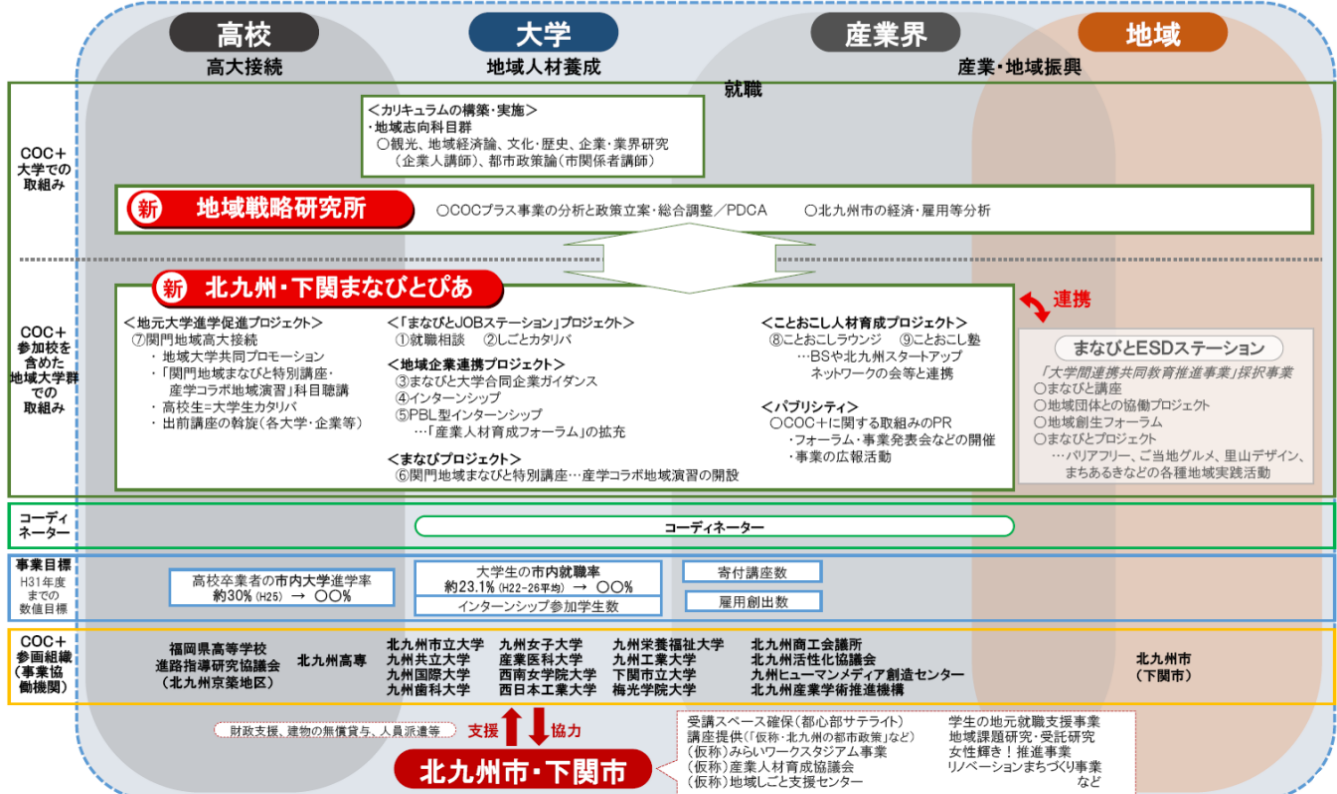 高校
大学
産業界
地域
高大接続
地域人材養成
産業・地域振興
就職
COC+
大学での
取組み
<カリキュラムの構築・実施>
・地域志向科目群
○観光、地域経済論、文化・歴史、企業・業界研究
(企業人講師)、都市政策論(市関係者講師)
新 地域戦略研究所
○COCプラス事業の分析と政策立案・総合調整/PDCA
○北九州市の経済・雇用等分析
COC+
参加校を
含めた
地域大学群
での
取組み
新 北九州・下関まなびとぴあ
<地元大学進学促進プロジェクト>
⑦関門地域高大接続
・ 地域大学共同プロモーション
・「関門地域まなびと特別講座・
産学コラボ地域演習」科目聴講
・ 高校生=大学生カタリバ
・ 出前講座の斡旋(各大学・企業等)
<「まなびとJOBステーション」プロジェクト>
①就職相談 ②しごとカタリバ
<地域企業連携プロジェクト>
③まなびと大学合同企業ガイダンス
④インターンシップ
⑤PBL型インターンシップ
…「産業人材育成フォーラム」の拡充
<まなびプロジェクト>
⑥関門地域まなびと特別講座…産学コラボ地域演習の開設
<ことおこし人材育成プロジェクト>
⑧ことおこしラウンジ ⑨ことおこし塾
…BSや北九州スタートアップ
ネットワークの会等と連携
<パブリシティ>
○COC+に関する取組みのPR
・フォーラム・事業発表会などの開催
・事業の広報活動
連携
まなびとESDステーション
「大学間連携共同教育推進事業」採択事業
○まなびと講座
○地域団体との協働プロジェクト
○地域創生フォーラム
○まなびとプロジェクト
…バリアフリー、ご当地グルメ、里山デザイン、
まちあるきなどの各種地域実践活動
コーディ
ネーター
コーディネーター
事業目標
H31年度
までの
数値目標
高校卒業者の市内大学進学率
約30%(H25) → ○○%
大学生の市内就職率
約23.1%(H22-26平均) → ○○%
インターンシップ参加学生数
寄付講座数
雇用創出数
COC+
参画組織
(事業協
働機関)
福岡県高等学校
進路指導研究協議会
(北九州京築地区)
北九州高専
北九州市立大学 九州女子大学 九州栄養福祉大学
九州共立大学 産業医科大学 九州工業大学
九州国際大学 西南女学院大学 下関市立大学
九州歯科大学 西日本工業大学 梅光学院大学
北九州商工会議所
北九州活性化協議会
九州ヒューマンメディア創造センター
北九州産業学術推進機構
北九州市
(下関市)
財政支援、建物の無償貸与、人員派遣等
支援
協力
北九州市・下関市
受講スペース確保(都心部サテライト)
講座提供(「仮称・北九州の都市政策」など)
(仮称)みらいワークスタジアム事業
(仮称)産業人材育成協議会
(仮称)地域しごと支援センター
学生の地元就職支援事業
地域課題研究・受託研究
女性輝き!推進事業
リノベーションまちづくり事業
など